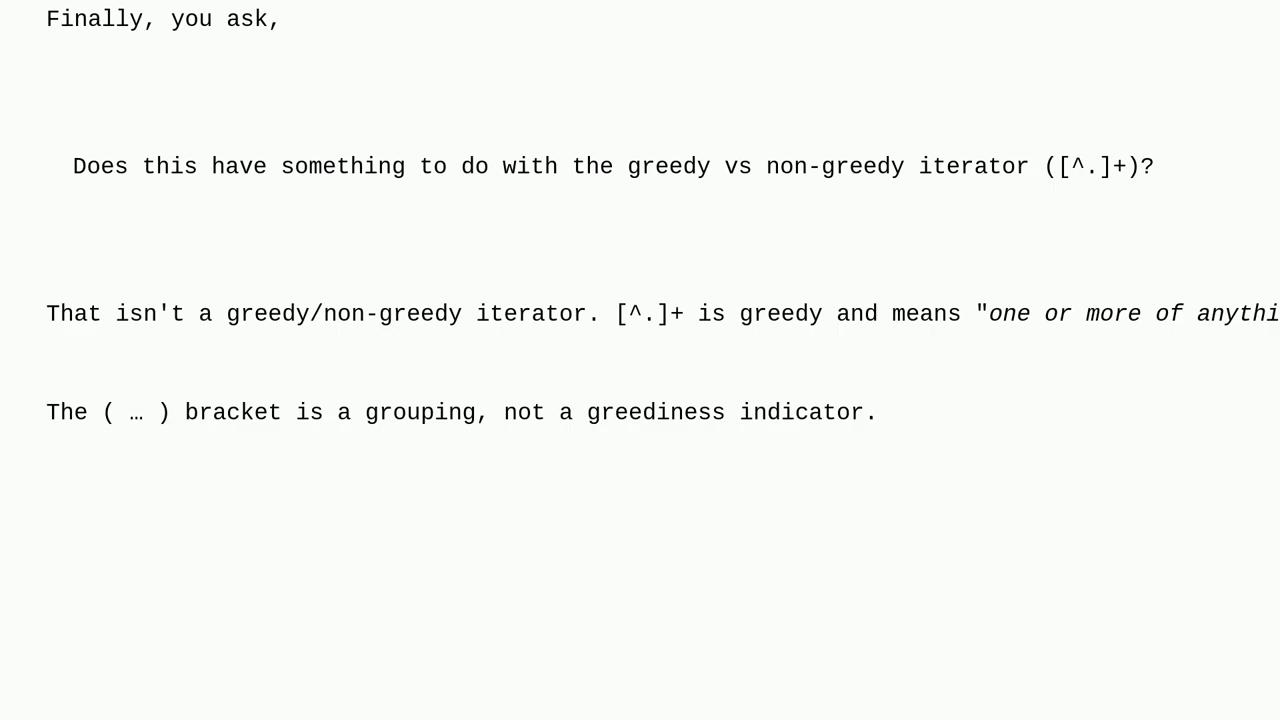 Finally, you ask,
Does this have something to do with the greedy vs non-greedy iterator ([^.]+)?
That isn't a greedy/non-greedy iterator. [^.]+ is greedy and means "one or more of anythi
The ( … ) bracket is a grouping, not a greediness indicator.